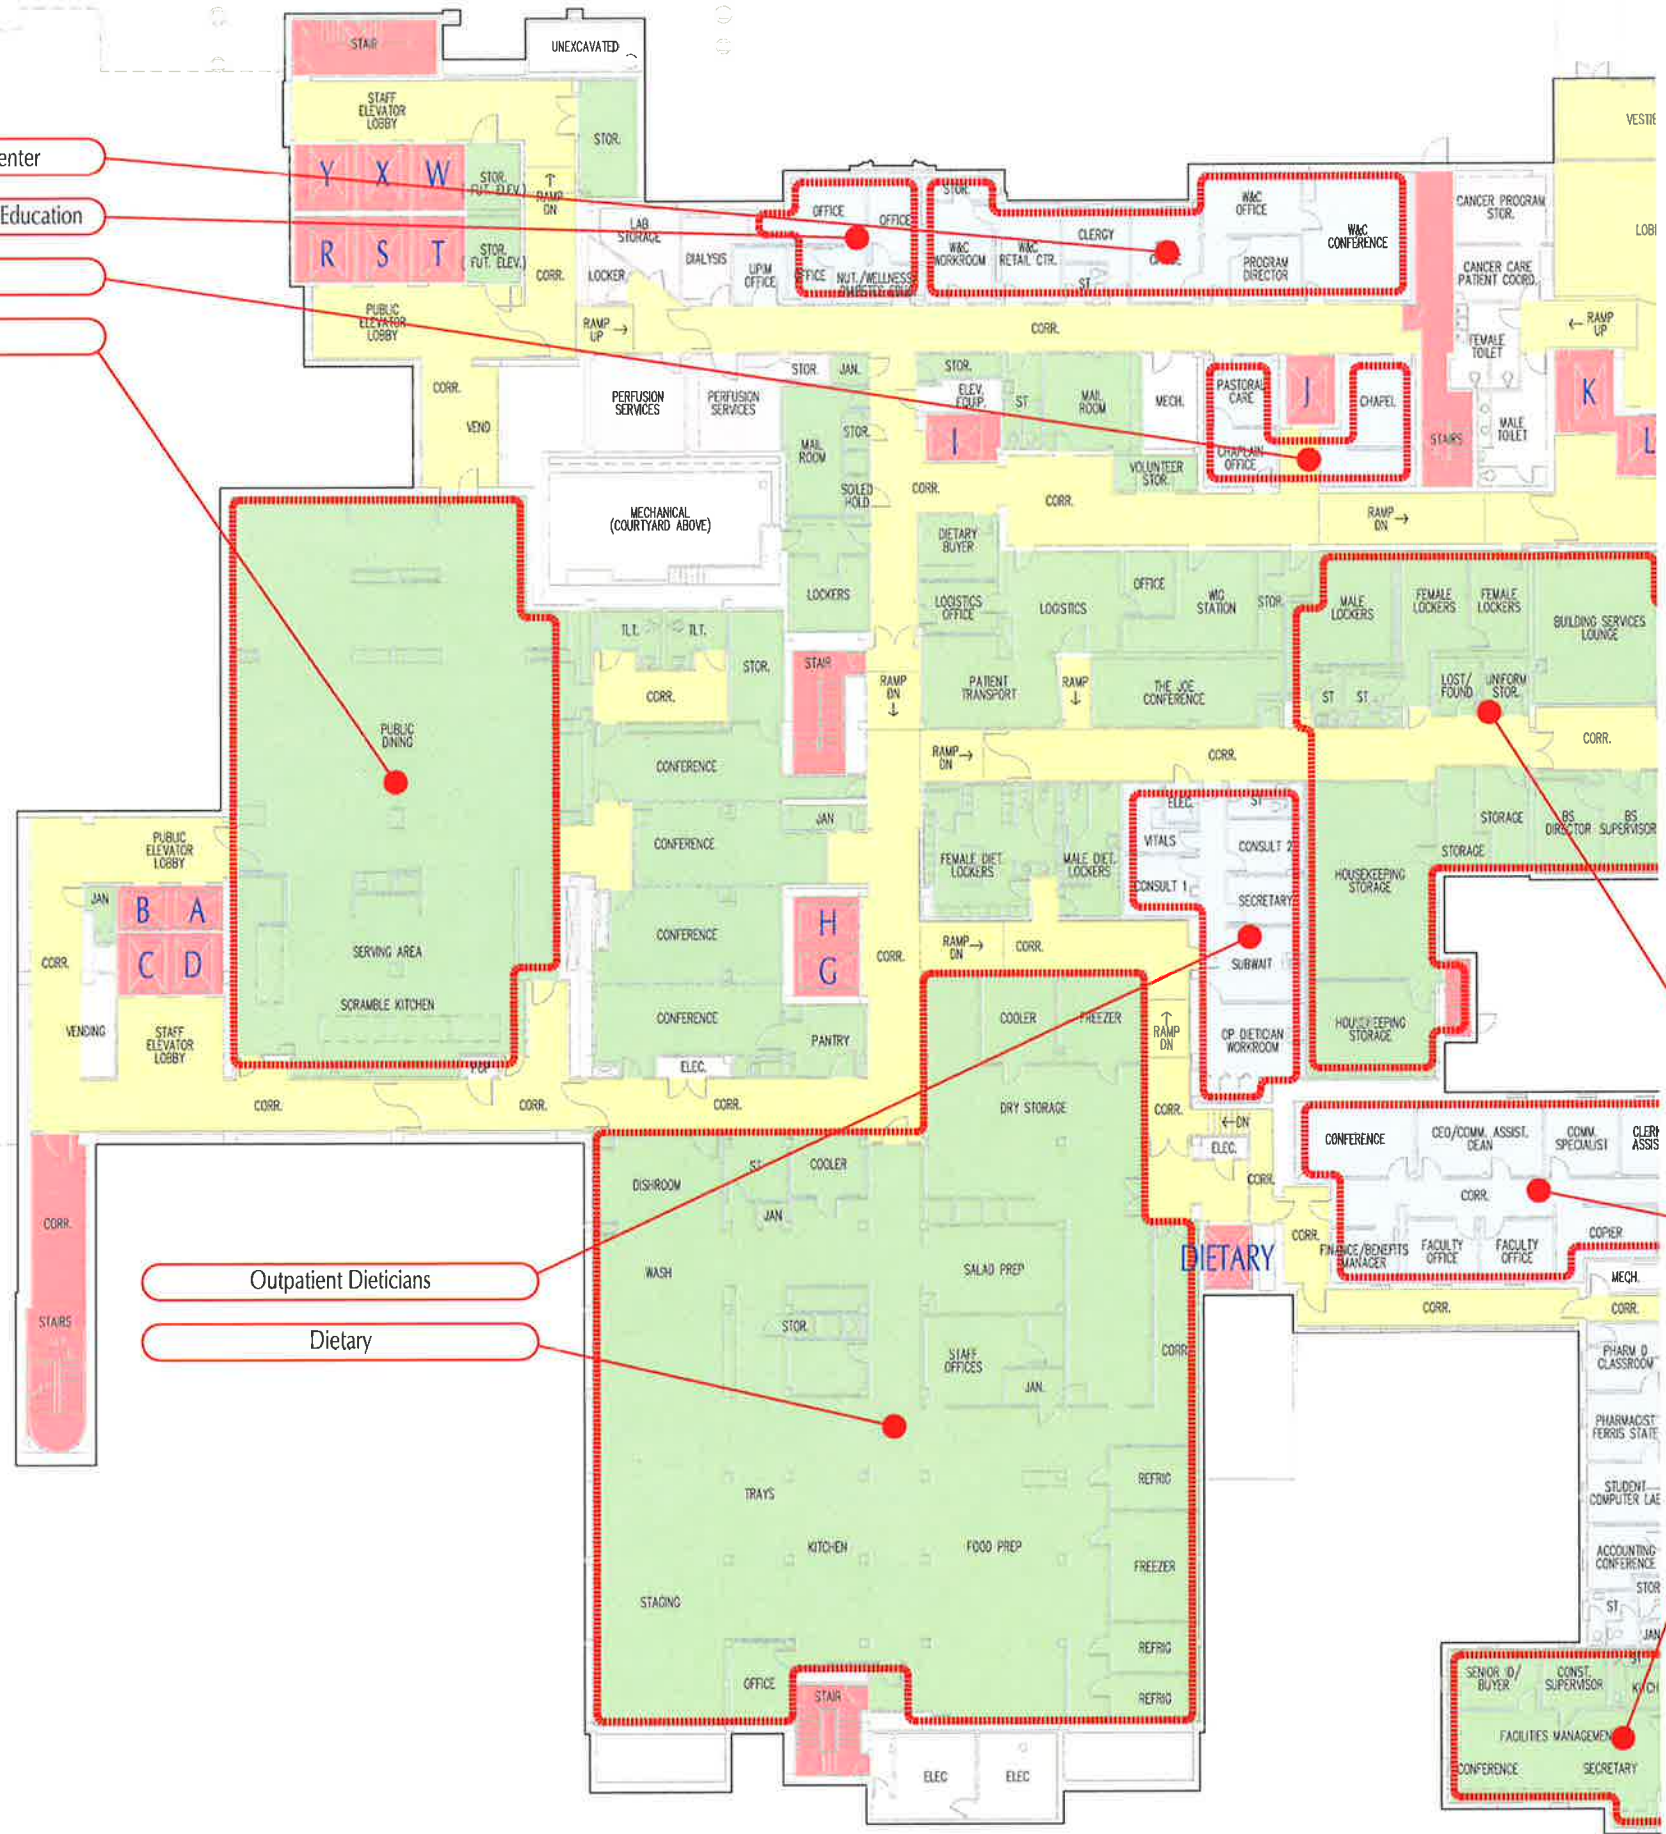 STAIR
UNEXCAVATED
STAFF
ELEVATOR
LOBBY
STOR.
VESTIB
enter
Y X W
STOR.
(FUT. ELEV.)
RAMP
DN
Education
R S T
STOR.
(FUT. ELEV.)
CORR.
LAB
STORAGE
LOCKER
DIALYSIS
UPM
OFFICE
OFFICE
OFFICE
OFFICE
NUT./WELLNESS
STOR.
W&C
WORKROOM
W&C
RETAIL CTR.
CLERGY
ST
W&C
OFFICE
PROGRAM
DIRECTOR
W&C
CONFERENCE
CANCER PROGRAM
STOR.
CANCER CARE
PATIENT COORD.
LOB
PUBLIC
ELEVATOR
LOBBY
RAMP
UP
CORR.
FEMALE
TOILET
RAMP
UP
CORR.
VEND
PERFUSION
SERVICES
PERFUSION
SERVICES
STOR.
JAN.
STOR.
ELEV.
EQUIP.
ST
MAIL
ROOM
MECH.
PASTORAL
CARE
J
CHAPEL
K
MAIL
ROOM
STOR.
I
CHAPLAIN
OFFICE
STAIRS
MALE
TOILET
L
VOLUNTEER
STOR.
SOILED
HOLD
CORR.
CORR.
RAMP
DN
MECHANICAL
(COURTYARD ABOVE)
DIETARY
BUYER
LOCKERS
LOGISTICS
OFFICE
LOGISTICS
OFFICE
WIG
STATION
STOR
MALE
LOCKERS
FEMALE
LOCKERS
FEMALE
LOCKERS
BUILDING SERVICES
LOUNGE
TLT.
TLT.
STOR.
STAIR
CORR.
RAMP
DN
PATIENT
TRANSPORT
RAMP
THE JOE
CONFERENCE
ST
ST
LOST/
FOUND
UNIFORM
STOR.
PUBLIC
DINING
CONFERENCE
RAMP
DN
CORR.
CORR.
PUBLIC
ELEVATOR
LOBBY
CONFERENCE
JAN
FEMALE DIET.
LOCKERS
MALE DIET.
LOCKERS
ELEC.
ST
VITALS
CONSULT 2
CONSULT 1
SECRETARY
STORAGE
BS
DIRECTOR
BS
SUPERVISOR
STORAGE
HOUSEKEEPING
STORAGE
JAN
B A
C D
CORR.
SERVING AREA
SCRAMBLE KITCHEN
CONFERENCE
H
G
CORR.
RAMP
DN
CORR.
SUBWAIT
VENDING
STAFF
ELEVATOR
LOBBY
CONFERENCE
PANTRY
ELEC.
COOLER
FREEZER
RAMP
DN
OP DIETICIAN
WORKROOM
HOUSEKEEPING
STORAGE
CORR.
CORR.
CORR.
DRY STORAGE
CORR.
DN
ELEC.
CORR.
CONFERENCE
CEO/COMM. ASSIST.
DEAN
COMM.
SPECIALIST
CLERK
ASSIS
DISHROOM
ST
COOLER
JAN
CORR.
CORR.
CORR.
COPIER
FINANCE/BENEFITS
MANAGER
FACULTY
OFFICE
FACULTY
OFFICE
DIETARY
MECH.
Outpatient Dieticians
WASH
SALAD PREP
CORR.
CORR.
STAIRS
Dietary
STOR.
STAFF
OFFICES
JAN.
CORR
PHARM D
CLASSROOM
PHARMACIST
FERRIS STATE
REFRIG
TRAYS
STUDENT
COMPUTER LAB
KITCHEN
FOOD PREP
FREEZER
ACCOUNTING
CONFERENCE
STAGING
STOR
ST
JAN
REFRIG
OFFICE
STAIR
REFRIG
SENIOR ID/
BUYER
CONST.
SUPERVISOR
ST
FACILITIES MANAGEMEN
CONFERENCE
SECRETARY
ELEC
ELEC